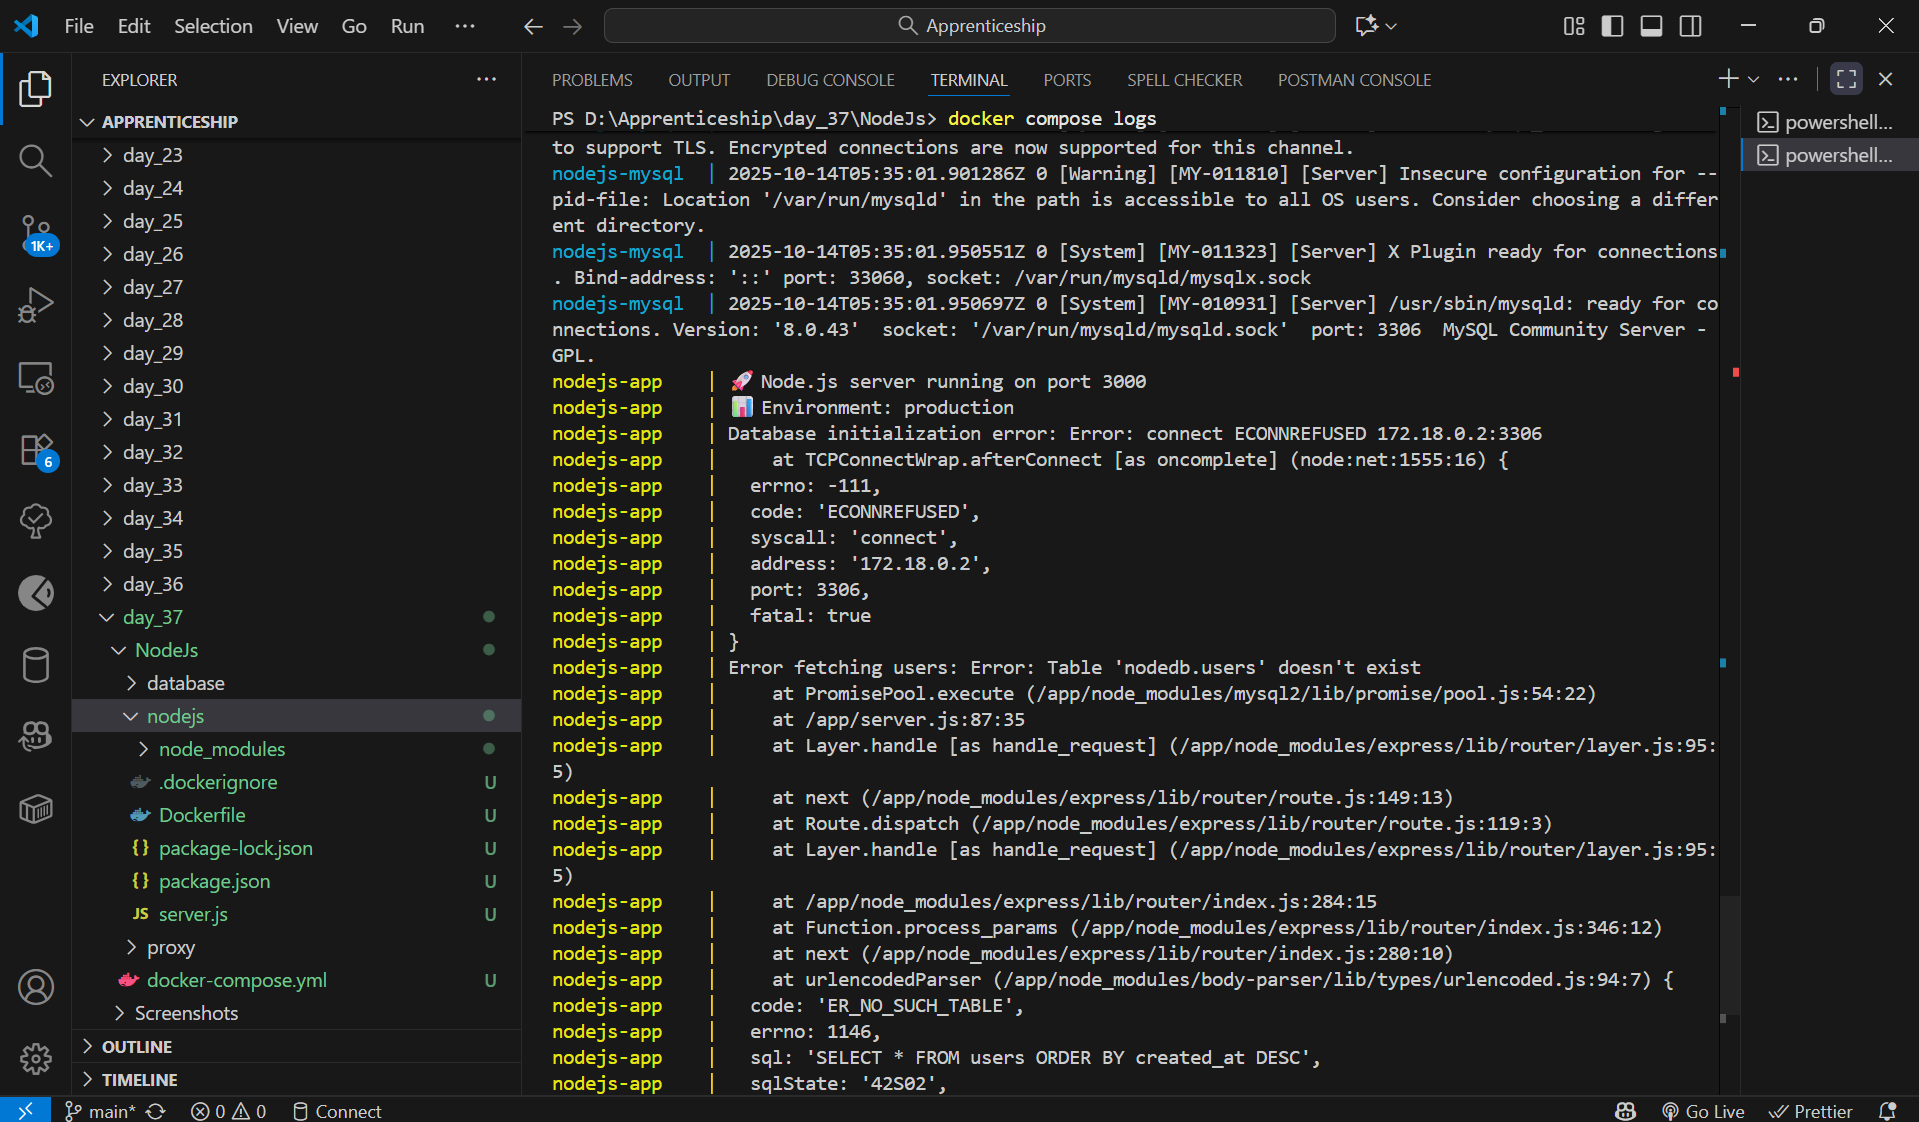 File Edit Selection View Go Run ··· Apprenticeship
EXPLORER
APPRENTICESHIP
day_23
day_24
day_25
day_26
day_27
day_28
day_29
day_30
day_31
day_32
day_33
day_34
day_35
day_36
day_37
NodeJs
database
nodejs
node_modules
.dockerignore U
Dockerfile U
package-lock.json U
package.json U
JS server.js U
proxy
docker-compose.yml U
Screenshots
OUTLINE
TIMELINE
1K+
6
PROBLEMS OUTPUT DEBUG CONSOLE TERMINAL PORTS SPELL CHECKER POSTMAN CONSOLE
PS D:\Apprenticeship\day_37\NodeJs> docker compose logs
to support TLS. Encrypted connections are now supported for this channel.
nodejs-mysql | 2025-10-14T05:35:01.901286Z 0 [Warning] [MY-011810] [Server] Insecure configuration for --
pid-file: Location '/var/run/mysqld' in the path is accessible to all OS users. Consider choosing a differ
ent directory.
nodejs-mysql | 2025-10-14T05:35:01.950551Z 0 [System] [MY-011323] [Server] X Plugin ready for connections
. Bind-address: '::' port: 33060, socket: /var/run/mysqld/mysqlx.sock
nodejs-mysql | 2025-10-14T05:35:01.950697Z 0 [System] [MY-010931] [Server] /usr/sbin/mysqld: ready for co
nnections. Version: '8.0.43' socket: '/var/run/mysqld/mysqld.sock' port: 3306 MySQL Community Server -
GPL.
nodejs-app | 🚀 Node.js server running on port 3000
nodejs-app | 📊 Environment: production
nodejs-app | Database initialization error: Error: connect ECONNREFUSED 172.18.0.2:3306
nodejs-app | at TCPConnectWrap.afterConnect [as oncomplete] (node:net:1555:16) {
nodejs-app | errno: -111,
nodejs-app | code: 'ECONNREFUSED',
nodejs-app | syscall: 'connect',
nodejs-app | address: '172.18.0.2',
nodejs-app | port: 3306,
nodejs-app | fatal: true
nodejs-app | }
nodejs-app | Error fetching users: Error: Table 'nodedb.users' doesn't exist
nodejs-app | at PromisePool.execute (/app/node_modules/mysql2/lib/promise/pool.js:54:22)
nodejs-app | at /app/server.js:87:35
nodejs-app | at Layer.handle [as handle_request] (/app/node_modules/express/lib/router/layer.js:95:
5)
nodejs-app | at next (/app/node_modules/express/lib/router/route.js:149:13)
nodejs-app | at Route.dispatch (/app/node_modules/express/lib/router/route.js:119:3)
nodejs-app | at Layer.handle [as handle_request] (/app/node_modules/express/lib/router/layer.js:95:
5)
nodejs-app | at /app/node_modules/express/lib/router/index.js:284:15
nodejs-app | at Function.process_params (/app/node_modules/express/lib/router/index.js:346:12)
nodejs-app | at next (/app/node_modules/express/lib/router/index.js:280:10)
nodejs-app | at urlencodedParser (/app/node_modules/body-parser/lib/types/urlencoded.js:94:7) {
nodejs-app | code: 'ER_NO_SUCH_TABLE',
nodejs-app | errno: 1146,
nodejs-app | sql: 'SELECT * FROM users ORDER BY created_at DESC',
nodejs-app | sqlState: '42S02',
powershell...
powershell...
main* 0 0 Connect Go Live Prettier